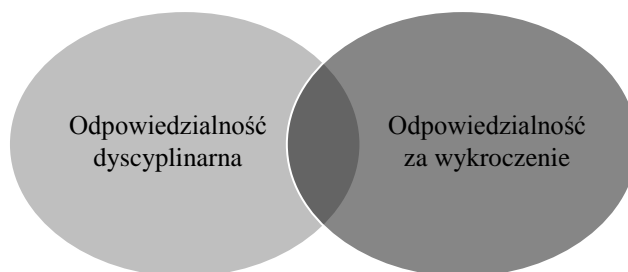 Odpowiedzialność
dyscyplinarna
Odpowiedzialność
za wykroczenie